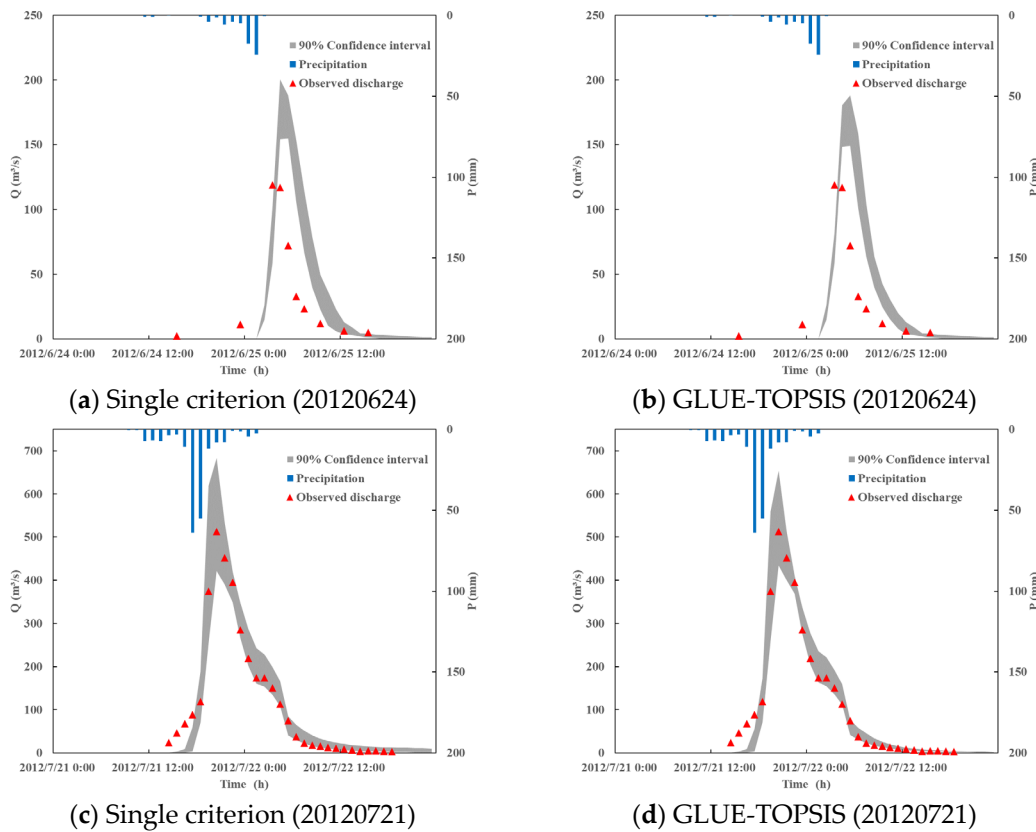 250
200
150
100
50
0
Q (m³/s)
0
50
100
150
200
P (mm)
90% Confidence interval
Precipitation
Observed discharge
2012/6/24 0:00 2012/6/24 12:00 2012/6/25 0:00 2012/6/25 12:00
Time (h)
(a) Single criterion (20120624)
250
200
150
100
50
0
Q (m³/s)
0
50
100
150
200
P (mm)
90% Confidence interval
Precipitation
Observed discharge
2012/6/24 0:00 2012/6/24 12:00 2012/6/25 0:00 2012/6/25 12:00
Time (h)
(b) GLUE-TOPSIS (20120624)
700
600
500
400
300
200
100
0
Q (m³/s)
0
50
100
150
200
P (mm)
90% Confidence interval
Precipitation
Observed discharge
2012/7/21 0:00 2012/7/21 12:00 2012/7/22 0:00 2012/7/22 12:00
Time (h)
(c) Single criterion (20120721)
700
600
500
400
300
200
100
0
Q (m³/s)
0
50
100
150
200
P (mm)
90% Confidence interval
Precipitation
Observed discharge
2012/7/21 0:00 2012/7/21 12:00 2012/7/22 0:00 2012/7/22 12:00
Time (h)
(d) GLUE-TOPSIS (20120721)